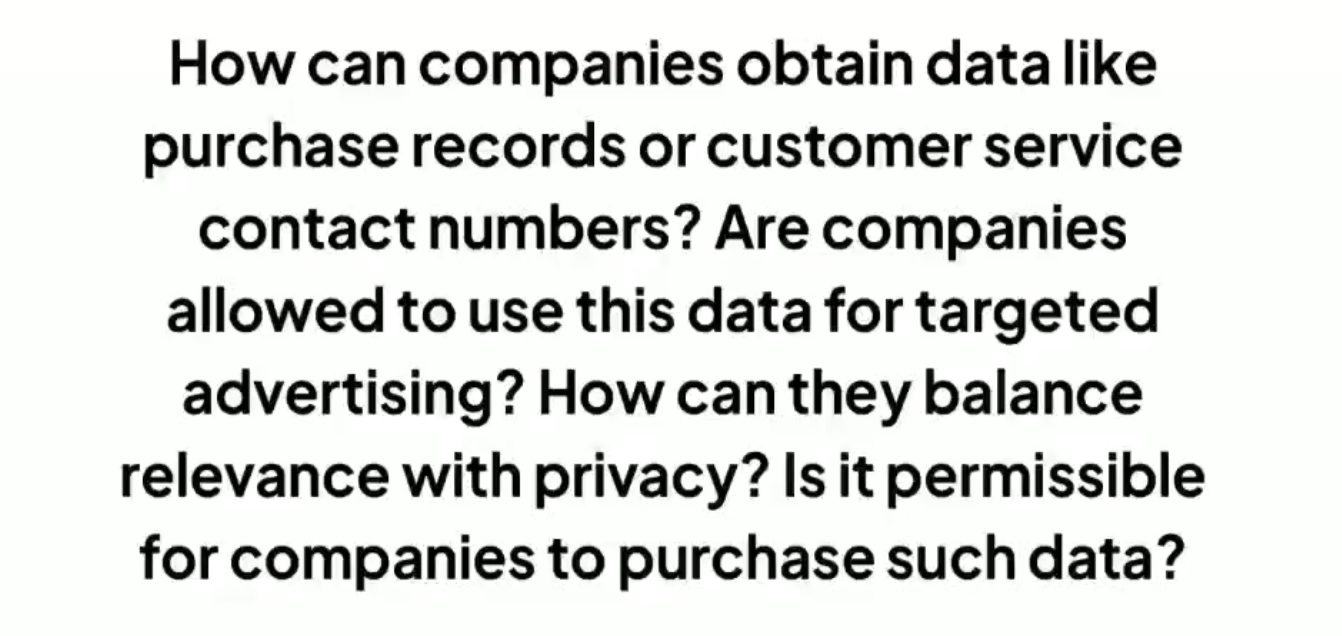 How can companies obtain data like
purchase records or customer service
contact numbers? Are companies
allowed to use this data for targeted
advertising? How can they balance
relevance with privacy? Is it permissible
for companies to purchase such data?